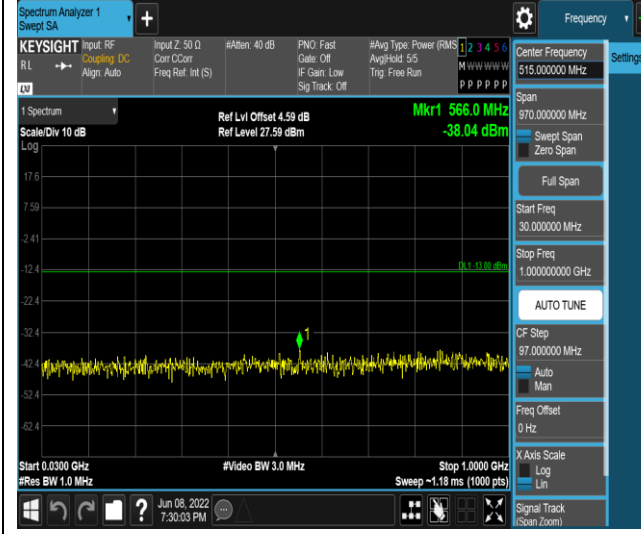 Spectrum Analyzer 1
Swept SA
+
Frequency
KEYSIGHT
RL
LXI
Input: RF
Coupling: DC
Align: Auto
Input Z: 50 Ω
Corr CCorr
Freq Ref: Int (S)
#Atten: 40 dB
PNO: Fast
Gate: Off
IF Gain: Low
Sig Track: Off
#Avg Type: Power (RMS
Avg|Hold: 5/5
Trig: Free Run
1 2 3 4 5 6
M W W W W W
P P P P P P
1 Spectrum
Scale/Div 10 dB
Log
Ref Lvl Offset 4.59 dB
Ref Level 27.59 dBm
Mkr1 566.0 MHz
-38.04 dBm
17.6
7.59
-2.41
-12.4
DL1 -13.00 dBm
-22.4
-32.4
1
-42.4
-52.4
-62.4
Start 0.0300 GHz
#Res BW 1.0 MHz
#Video BW 3.0 MHz
Stop 1.0000 GHz
Sweep ~1.18 ms (1000 pts)
?
Jun 08, 2022
7:30:03 PM
Center Frequency
515.000000 MHz
Settings
Span
970.000000 MHz
Swept Span
Zero Span
Full Span
Start Freq
30.000000 MHz
Stop Freq
1.000000000 GHz
AUTO TUNE
CF Step
97.000000 MHz
Auto
Man
Freq Offset
0 Hz
X Axis Scale
Log
Lin
Signal Track
(Span Zoom)